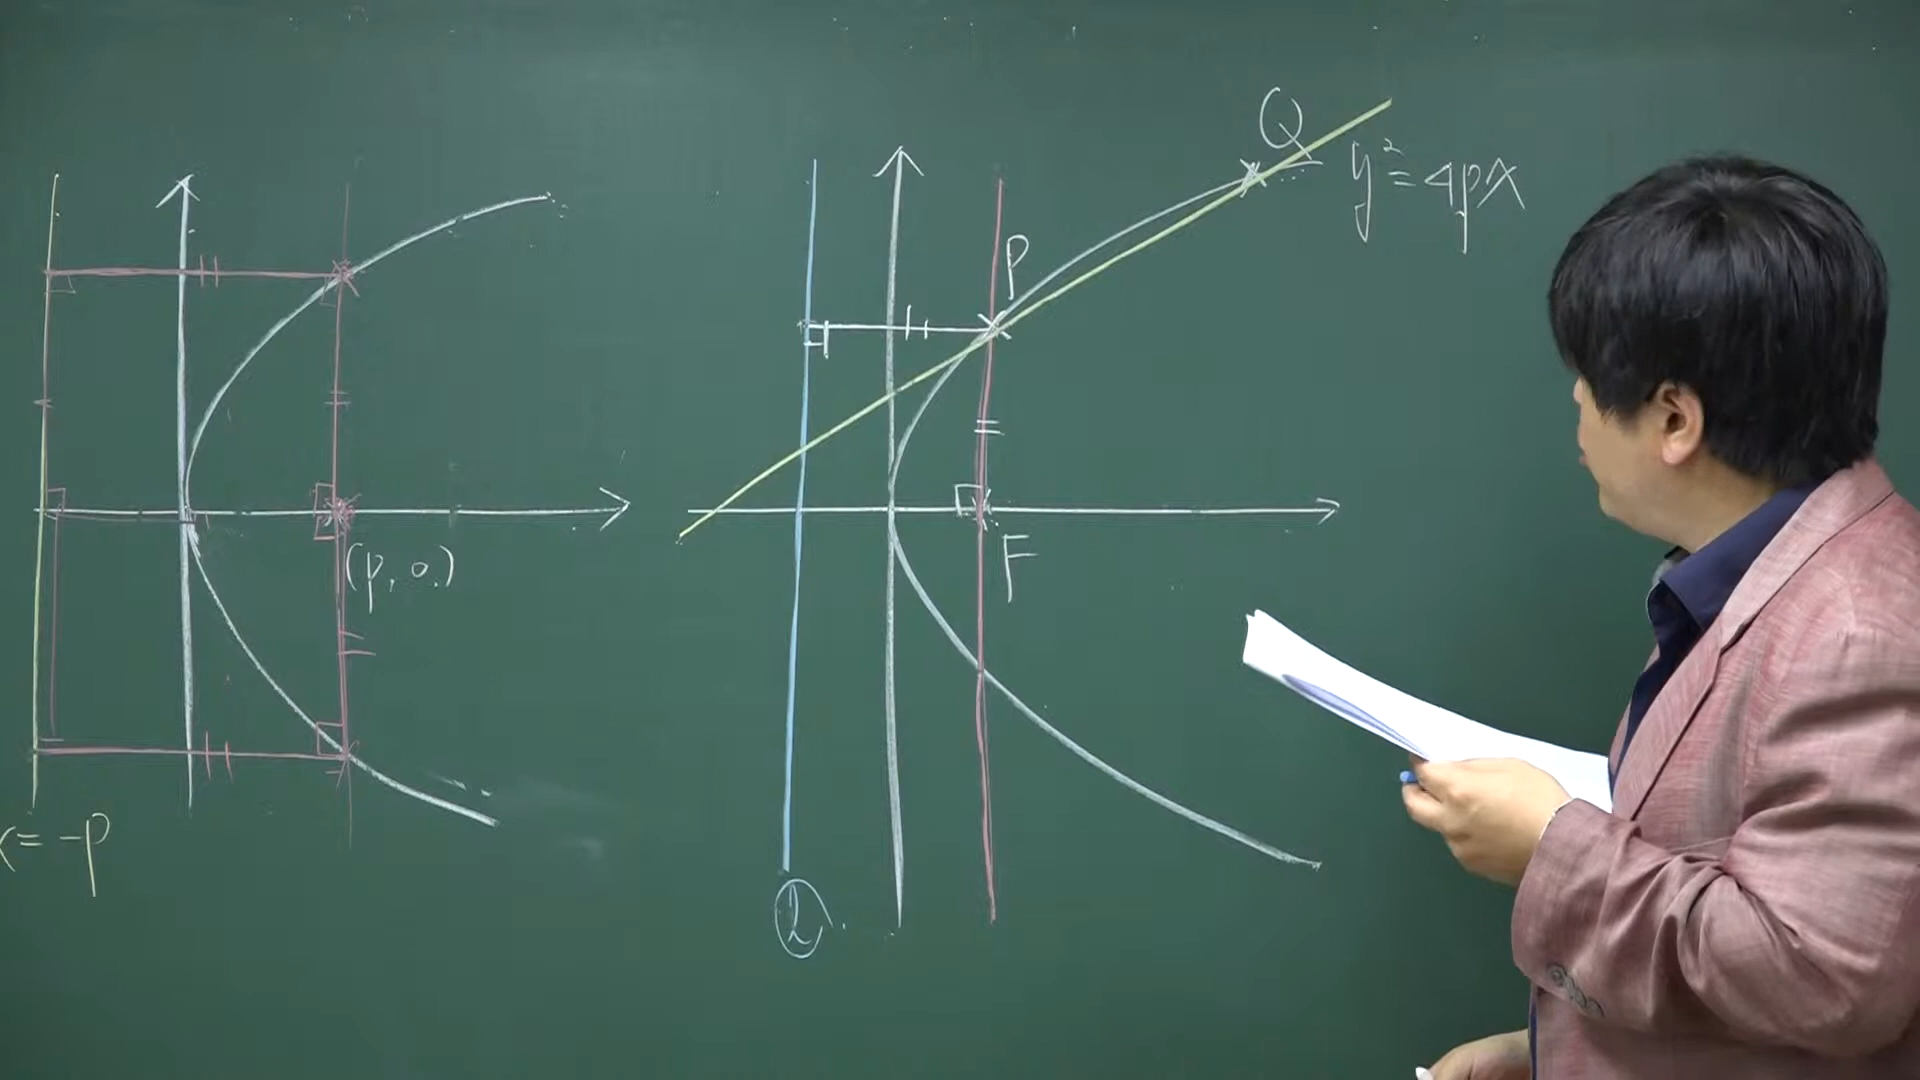 (p, 0)
x = -p
Q
y² = 4px
P
F
l